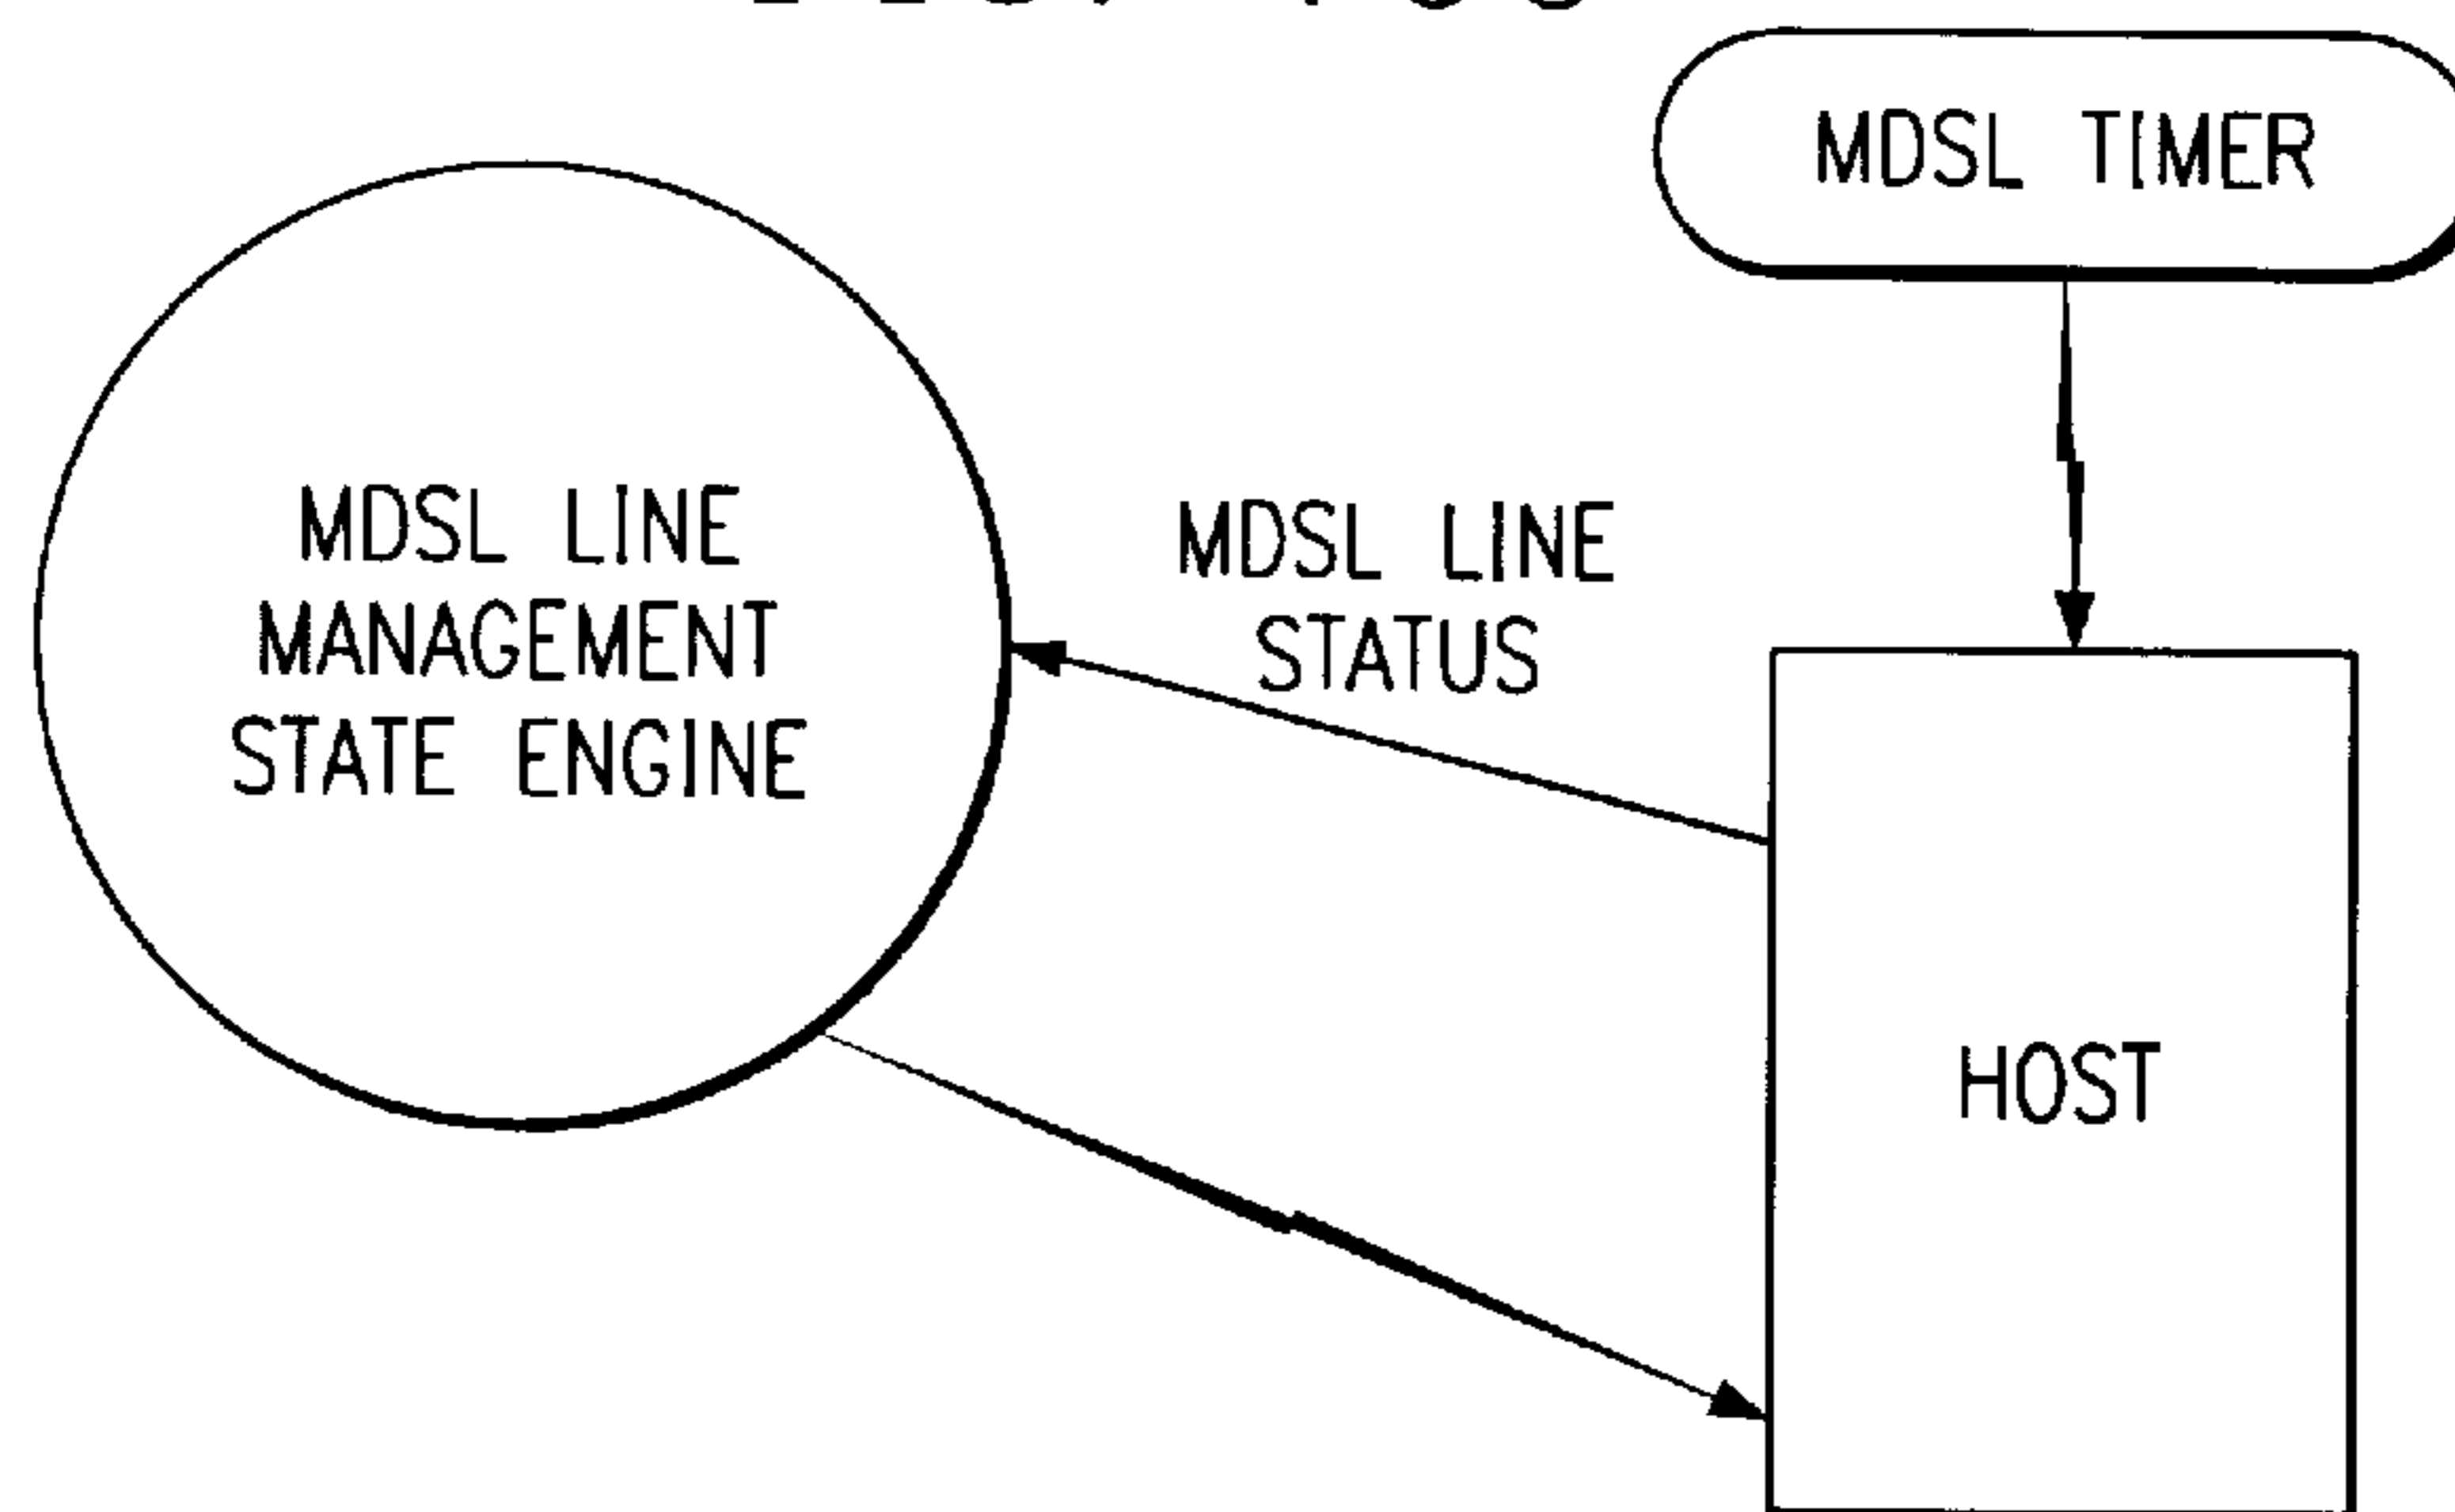 MDSL TIMER
MDSL LINE
MANAGEMENT
STATE ENGINE
MDSL LINE
STATUS
HOST